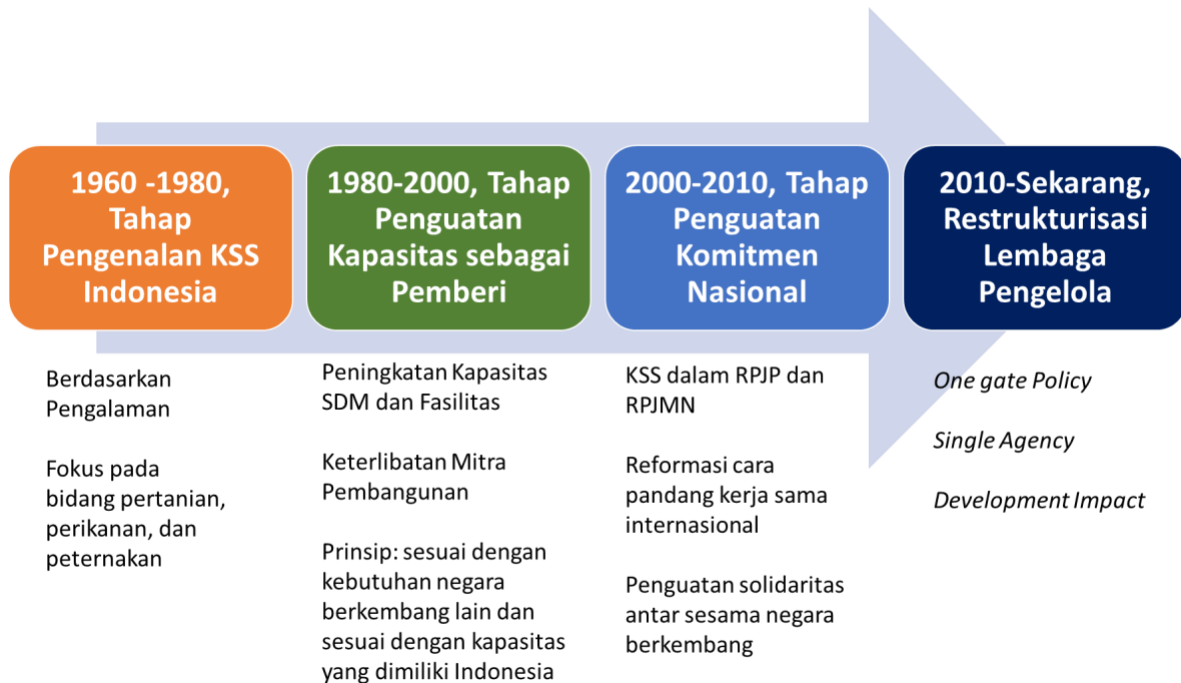 1960 -1980,
Tahap
Pengenalan KSS
Indonesia
Berdasarkan
Pengalaman
Fokus pada
bidang pertanian,
perikanan, dan
peternakan
1980-2000, Tahap
Penguatan
Kapasitas sebagai
Pemberi
Peningkatan Kapasitas
SDM dan Fasilitas
Keterlibatan Mitra
Pembangunan
Prinsip: sesuai dengan
kebutuhan negara
berkembang lain dan
sesuai dengan kapasitas
yang dimiliki Indonesia
2000-2010, Tahap
Penguatan
Komitmen
Nasional
KSS dalam RPJP dan
RPJMN
Reformasi cara
pandang kerja sama
internasional
Penguatan solidaritas
antar sesama negara
berkembang
2010-Sekarang,
Restrukturisasi
Lembaga
Pengelola
One gate Policy
Single Agency
Development Impact